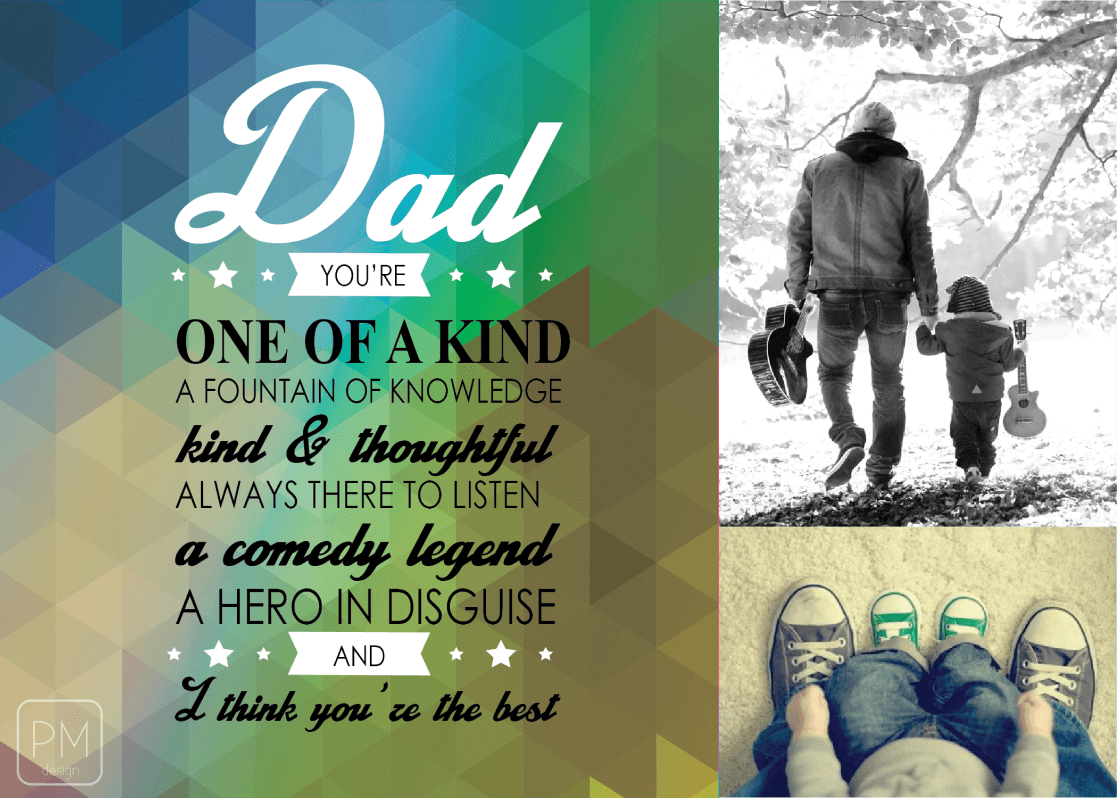 Dad
YOU'RE
ONE OF A KIND
A FOUNTAIN OF KNOWLEDGE
kind & thoughtful
ALWAYS THERE TO LISTEN
a comedy legend
A HERO IN DISGUISE
AND
I think you're the best
PM
design